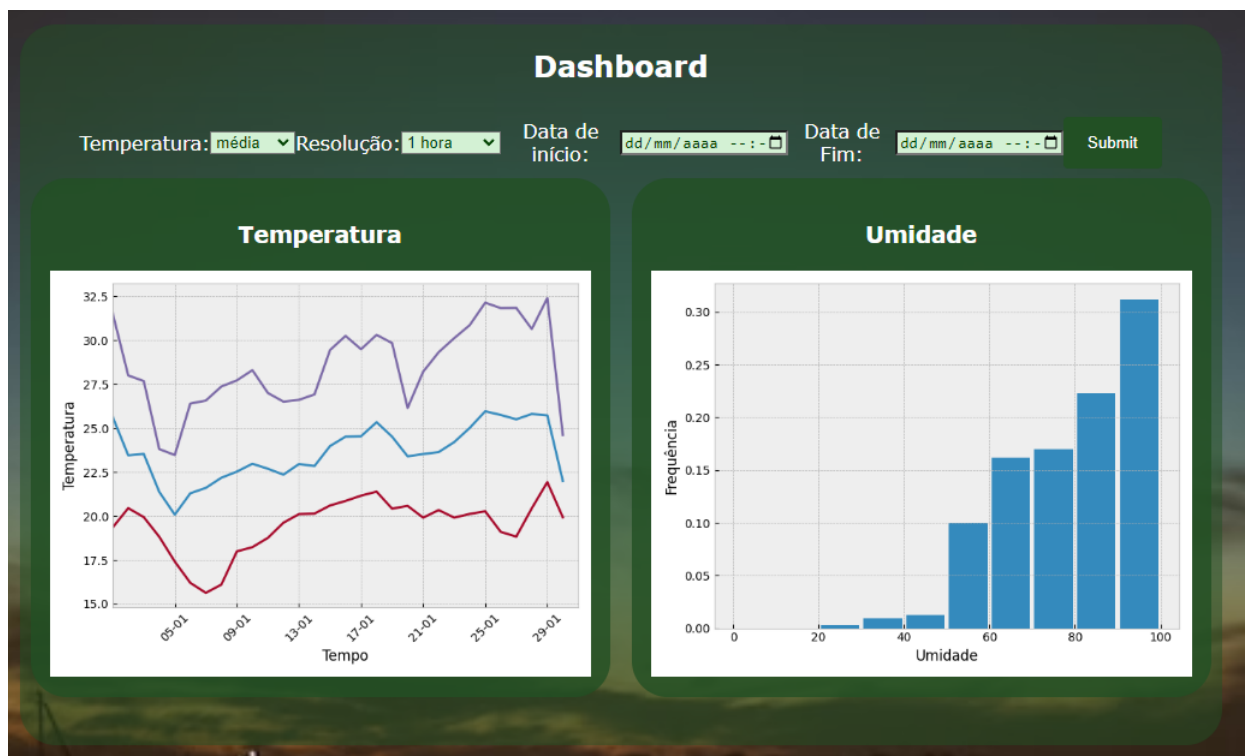 Dashboard
Temperatura: média Resolução: 1 hora Data de início: dd/mm/aaaa --:-- Data de Fim: dd/mm/aaaa --:-- Submit
Temperatura
32.5
30.0
27.5
25.0
22.5
20.0
17.5
15.0
Temperatura
05-01 09-01 13-01 17-01 21-01 25-01 29-01
Tempo
Umidade
0.30
0.25
0.20
0.15
0.10
0.05
0.00
Frequência
0 20 40 60 80 100
Umidade